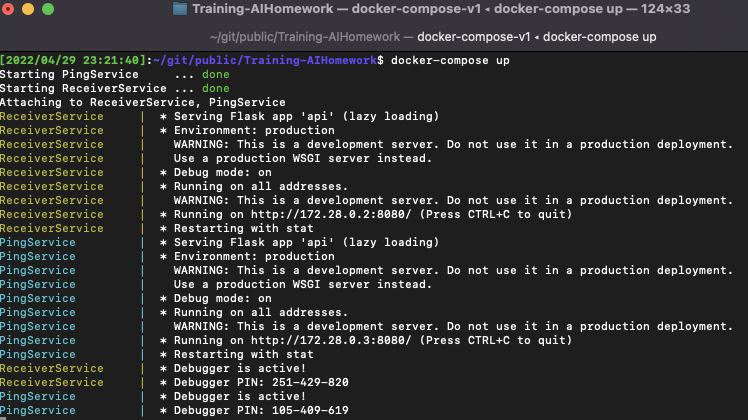 Training-AIHomework — docker-compose-v1 ◂ docker-compose up — 124×33
~/git/public/Training-AIHomework — docker-compose-v1 ◂ docker-compose up
[2022/04/29 23:21:40]:~/git/public/Training-AIHomework$ docker-compose up
Starting PingService     ... done
Starting ReceiverService ... done
Attaching to ReceiverService, PingService
ReceiverService    |  * Serving Flask app 'api' (lazy loading)
ReceiverService    |  * Environment: production
ReceiverService    |    WARNING: This is a development server. Do not use it in a production deployment.
ReceiverService    |    Use a production WSGI server instead.
ReceiverService    |  * Debug mode: on
ReceiverService    |  * Running on all addresses.
ReceiverService    |    WARNING: This is a development server. Do not use it in a production deployment.
ReceiverService    |  * Running on http://172.28.0.2:8080/ (Press CTRL+C to quit)
ReceiverService    |  * Restarting with stat
PingService        |  * Serving Flask app 'api' (lazy loading)
PingService        |  * Environment: production
PingService        |    WARNING: This is a development server. Do not use it in a production deployment.
PingService        |    Use a production WSGI server instead.
PingService        |  * Debug mode: on
PingService        |  * Running on all addresses.
PingService        |    WARNING: This is a development server. Do not use it in a production deployment.
PingService        |  * Running on http://172.28.0.3:8080/ (Press CTRL+C to quit)
PingService        |  * Restarting with stat
ReceiverService    |  * Debugger is active!
ReceiverService    |  * Debugger PIN: 251-429-820
PingService        |  * Debugger is active!
PingService        |  * Debugger PIN: 105-409-619